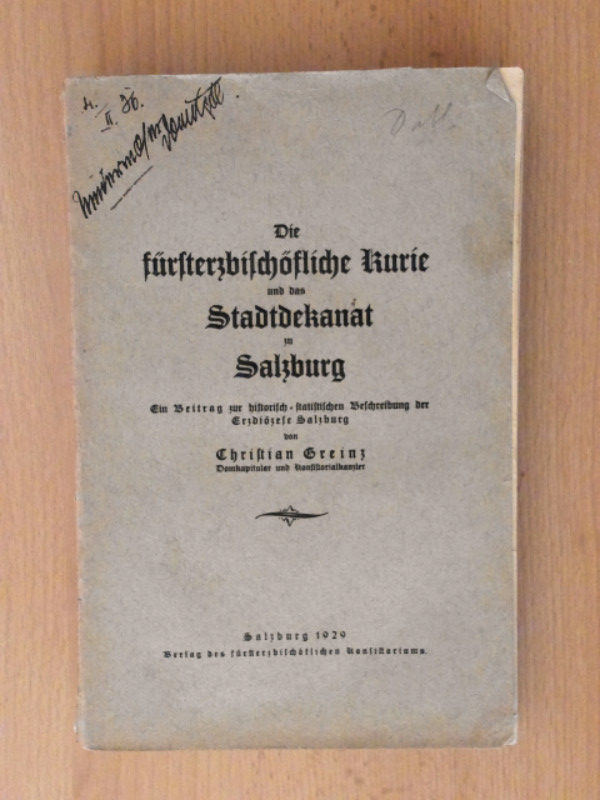 4.
II. 36.
Die
fürsterzbischöfliche Kurie
und das
Stadtdekanat
zu
Salzburg
Ein Beitrag zur historisch-statistischen Beschreibung der
Erzdiözese Salzburg
von
Christian Greinz
Domkapitular und Konsistorialkanzler
Salzburg 1929
Verlag des fürsterzbischöflichen Konsistoriums